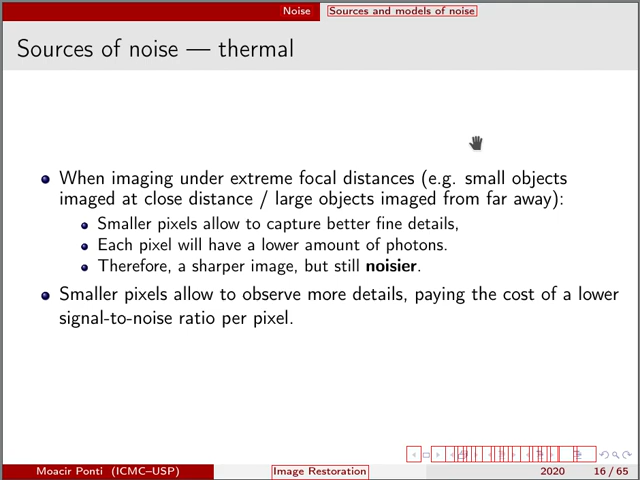 Noise Sources and models of noise
Sources of noise — thermal
When imaging under extreme focal distances (e.g. small objects
imaged at close distance / large objects imaged from far away):
Smaller pixels allow to capture better fine details,
Each pixel will have a lower amount of photons.
Therefore, a sharper image, but still noisier.
Smaller pixels allow to observe more details, paying the cost of a lower
signal-to-noise ratio per pixel.
Moacir Ponti (ICMC–USP) Image Restoration 2020 16 / 65